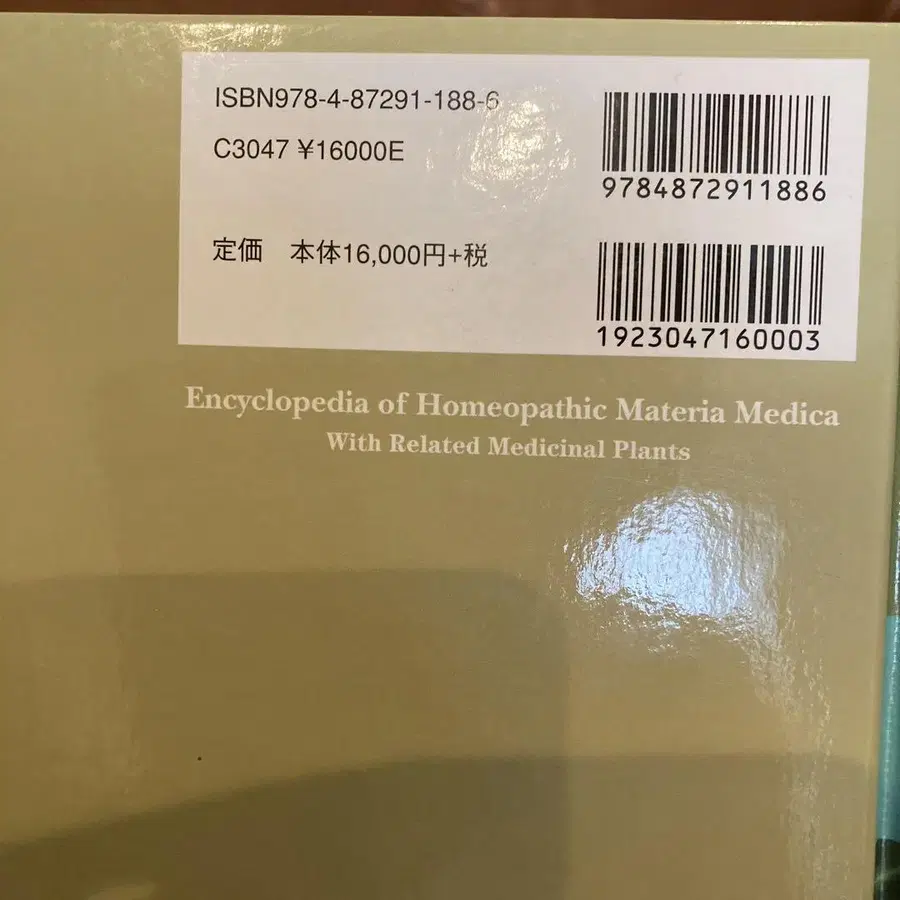 ISBN978-4-87291-188-6
C3047 ¥16000E
9784872911886
定価 本体16,000円+税
1923047160003
Encyclopedia of Homeopathic Materia Medica
With Related Medicinal Plants